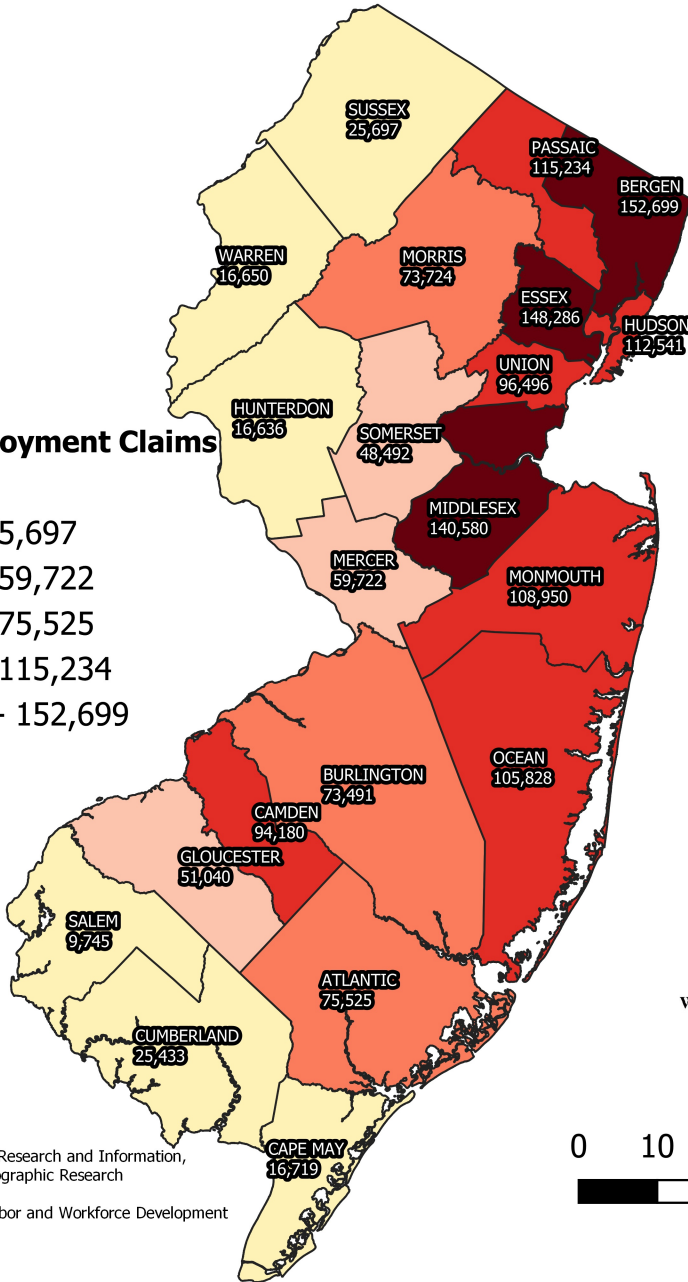 SUSSEX
25,697
PASSAIC
115,234
BERGEN
152,699
WARREN
16,650
MORRIS
73,724
ESSEX
148,286
HUDSON
112,541
UNION
96,496
HUNTERDON
16,636
SOMERSET
48,492
oyment Claims
MIDDLESEX
140,580
5,697
MERCER
59,722
59,722
MONMOUTH
108,950
75,525
115,234
- 152,699
OCEAN
105,828
BURLINGTON
73,491
CAMDEN
94,180
GLOUCESTER
51,040
SALEM
9,745
ATLANTIC
75,525
W
CUMBERLAND
25,433
CAPE MAY
16,719
0 10
Research and Information,
ographic Research
bor and Workforce Development